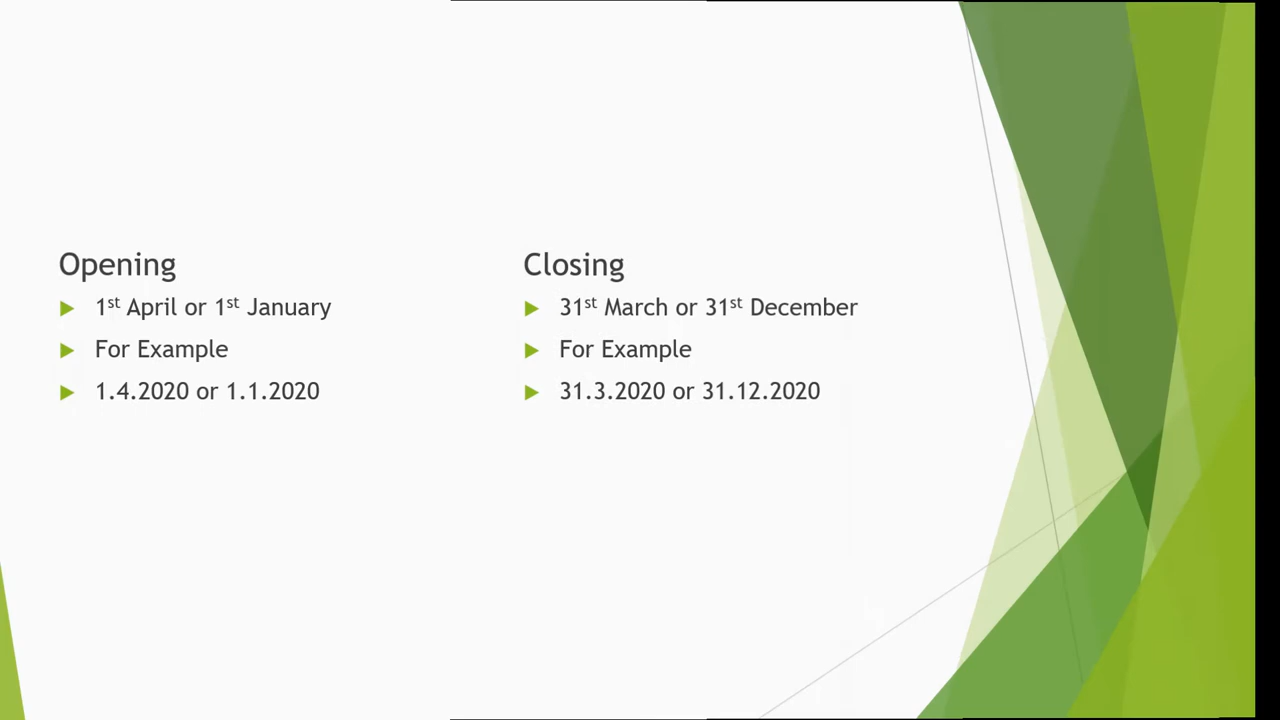 Opening
1st April or 1st January
For Example
1.4.2020 or 1.1.2020
Closing
31st March or 31st December
For Example
31.3.2020 or 31.12.2020